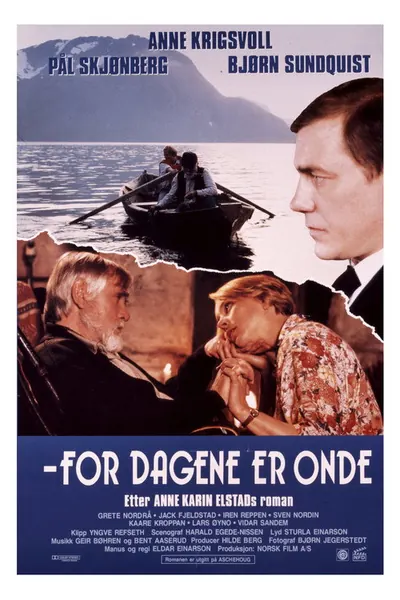 ANNE KRIGSVOLL
PÅL SKJØNBERG BJØRN SUNDQUIST
–FOR DAGENE ER ONDE
Etter ANNE KARIN ELSTADs roman
GRETE NORDRÅ • JACK FJELDSTAD • IREN REPPEN • SVEN NORDIN
KAARE KROPPAN • LARS ØYNO • VIDAR SANDEM
Klipp YNGVE REFSETH Scenograf HARALD EGEDE-NISSEN Lyd STURLA EINARSON
Musikk GEIR BØHREN og BENT AASERUD Producer HILDE BERG Fotograf BJØRN JEGERSTEDT
Manus og regi ELDAR EINARSON Produksjon: NORSK FILM A/S
Romanen er utgitt på ASCHEHOUG